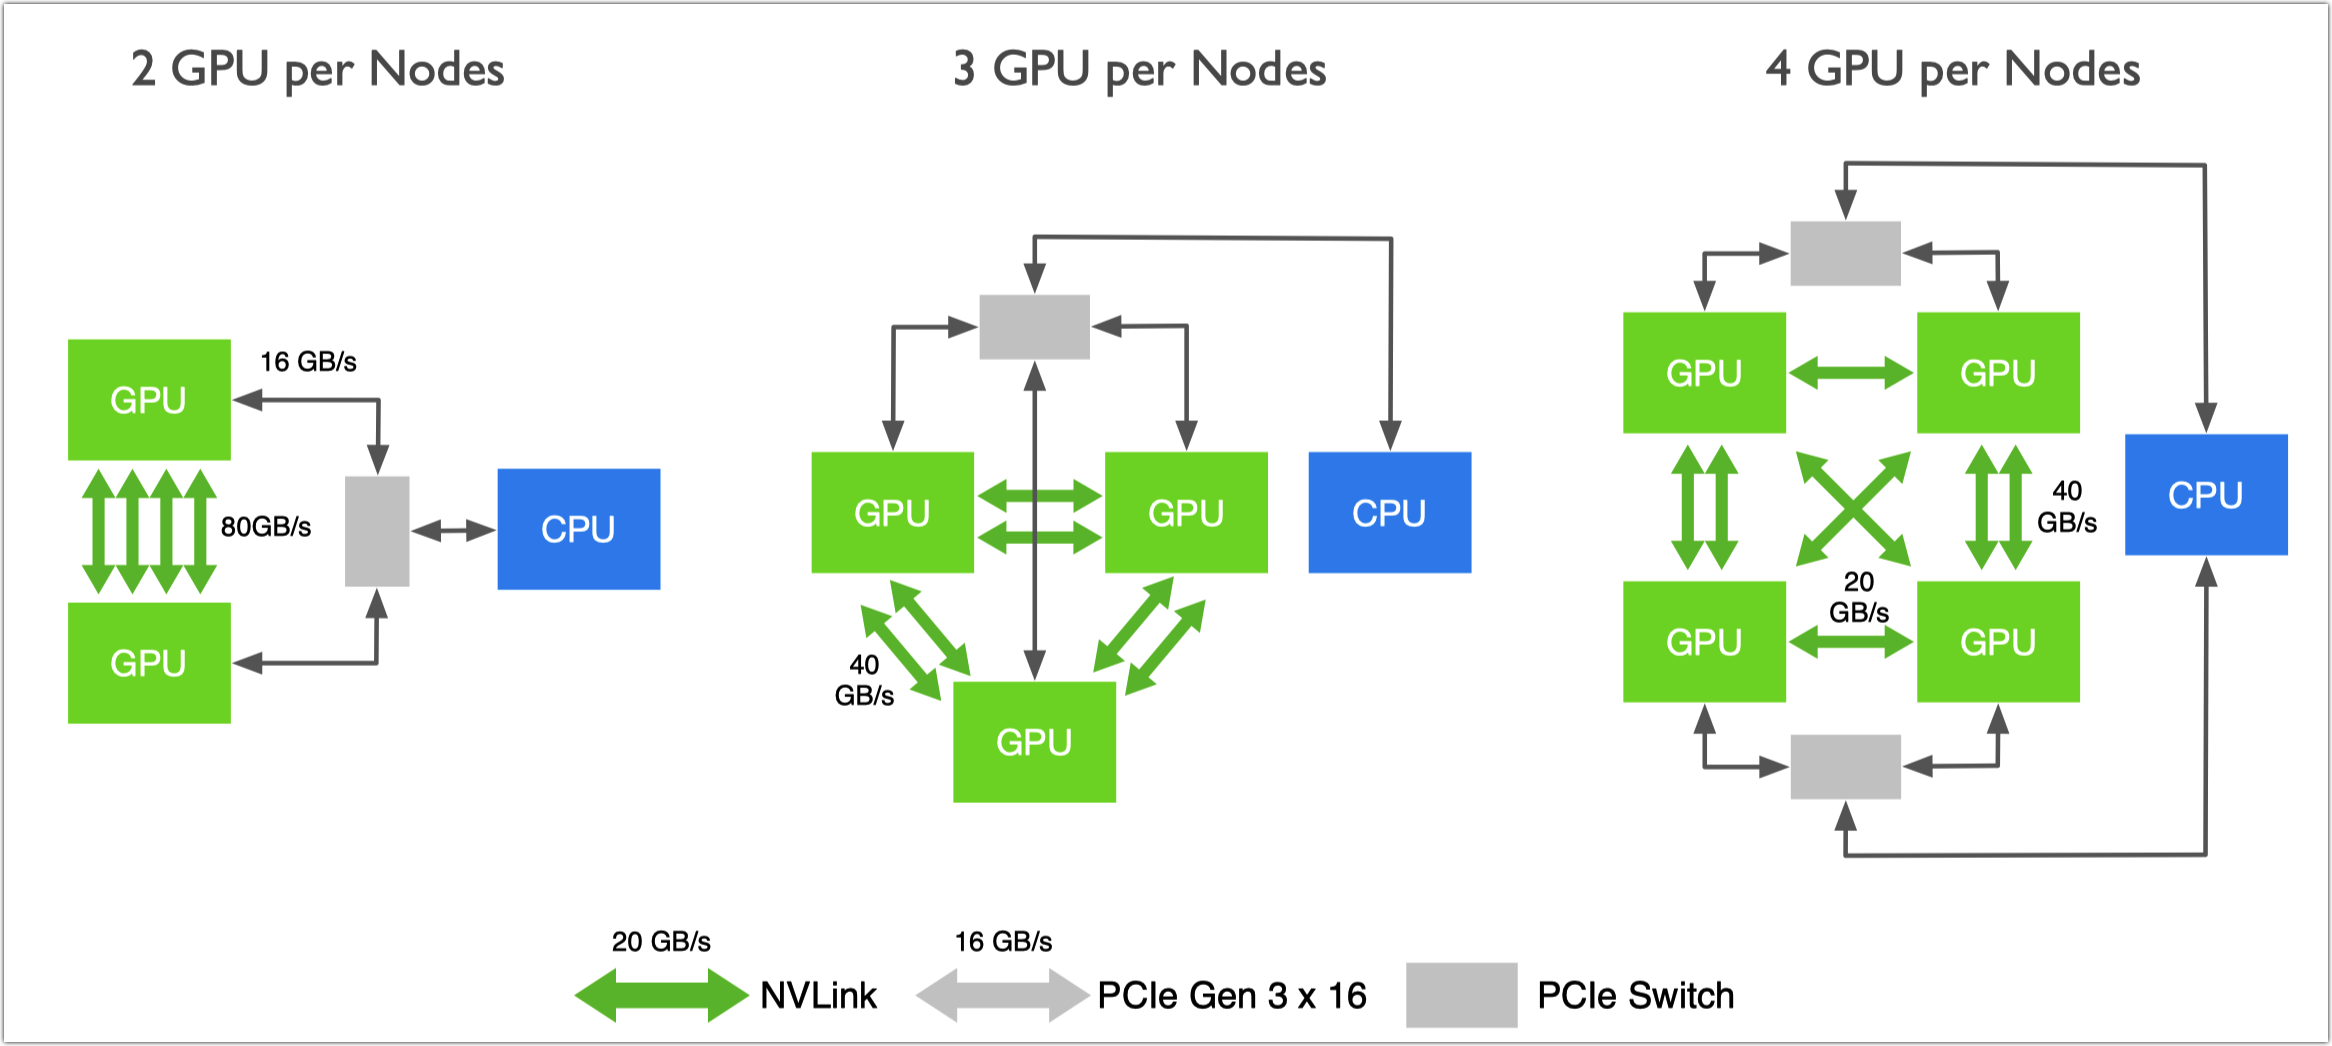 2 GPU per Nodes
3 GPU per Nodes
4 GPU per Nodes
GPU
16 GB/s
80GB/s
CPU
GPU
GPU
GPU
CPU
40
GB/s
GPU
GPU
GPU
40
GB/s
CPU
20
GB/s
GPU
GPU
20 GB/s
NVLink
16 GB/s
PCIe Gen 3 x 16
PCIe Switch